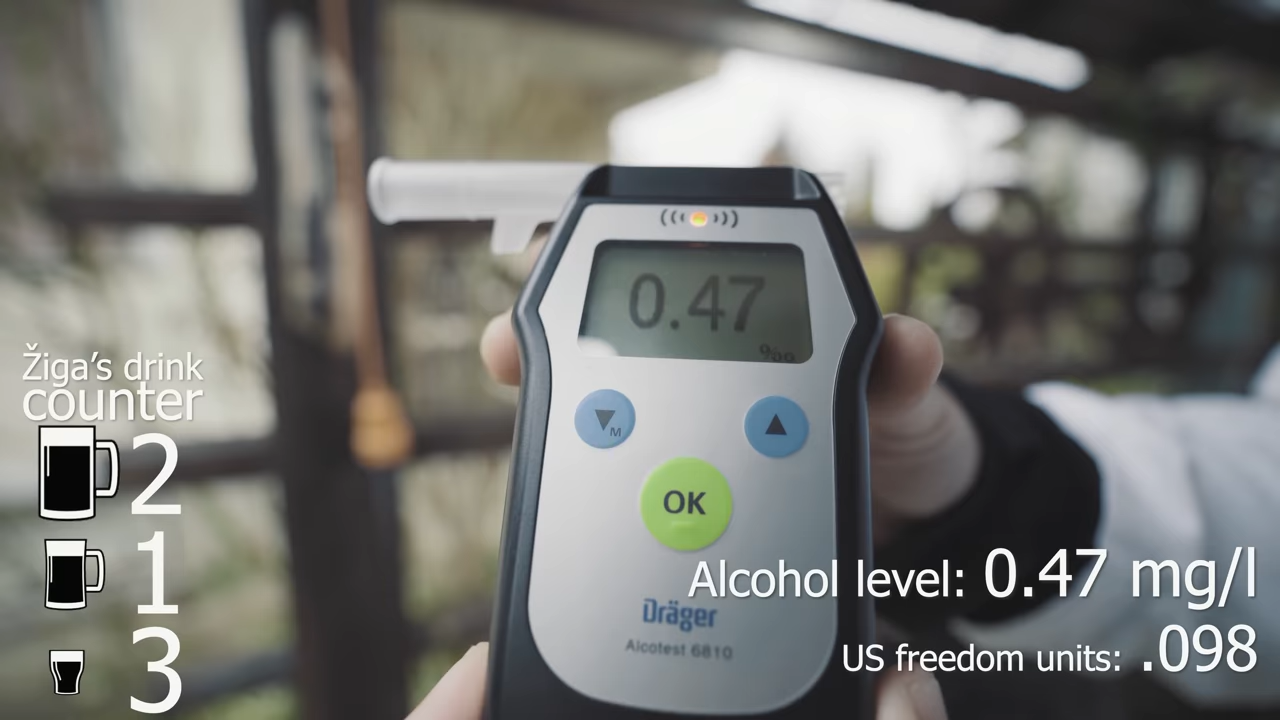 0.47
‰
M
OK
Dräger
Alcotest 6810
Žiga’s drink
counter
2
1
3
Alcohol level: 0.47 mg/l
US freedom units: .098